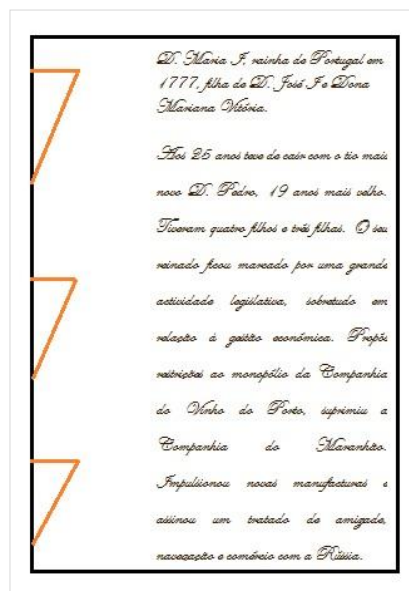 D. Maria I, rainha de Portugal em
1777, filha de D. José I e Dona
Mariana Vitória.
Aos 25 anos teve de casr com o tio mais
novo D. Pedro, 19 anos mais velho.
Tiveram quatro filhos e três filhas. O seu
reinado ficou marcado por uma grande
actividade legislativa, sobretudo em
relação á gestão económica. Propôs
restrições ao monopólio da Companhia
do Vinho do Porto, suprimiu a
Companhia do Maranhão.
Impulsionou novas manufacturas e
assinou um tratado de amizade,
navegação e comércio com a Rússia.